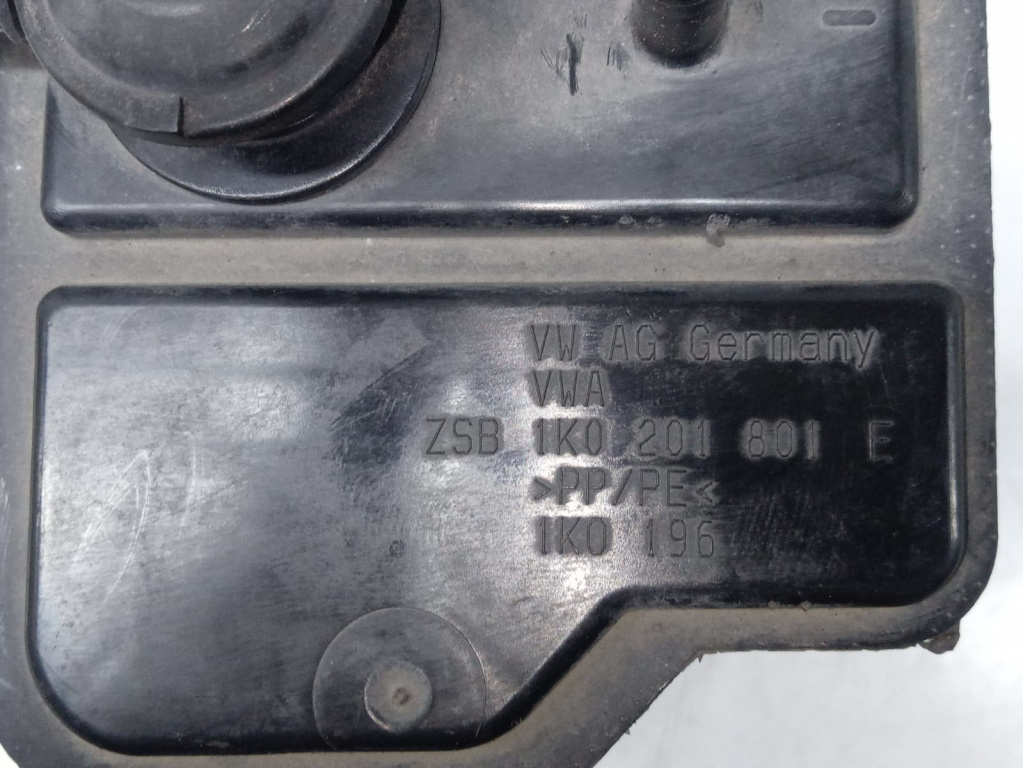 VW AG Germany
VWA
ZSB 1K0 201 801 E
>PP/PE<
1K0 196